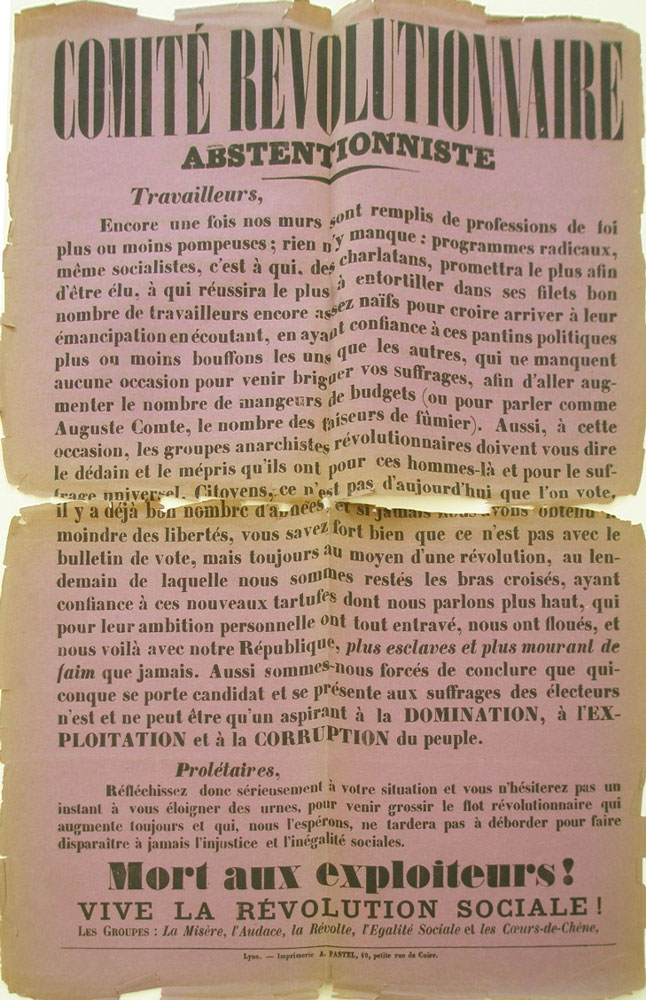 COMITÉ REVOLUTIONNAIRE
ABSTENTIONNISTE
Travailleurs,
Encore une fois nos murs sont remplis de professions de foi
plus ou moins pompeuses ; rien n'y manque : programmes radicaux,
même socialistes, c'est à qui, des charlatans, promettra le plus afin
d'être élu, à qui réussira le plus à entortiller dans ses filets bon
nombre de travailleurs encore assez naïfs pour croire arriver à leur
émancipation en écoutant, en ayant confiance à ces pantins politiques
plus ou moins bouffons les uns que les autres, qui ne manquent
aucune occasion pour venir briguer vos suffrages, afin d'aller aug-
menter le nombre de mangeurs de budgets (ou pour parler comme
Auguste Comte, le nombre des faiseurs de fùmier). Aussi, à cette
occasion, les groupes anarchistes révolutionnaires doivent vous dire
le dédain et le mépris qu'ils ont pour ces hommes-là et pour le suf-
frage universel. Citoyens, ce n'est pas d'aujourd'hui que l'on vote,
il y a déjà bon nombre d'années, et si jamais nous avons obtenu
moindre des libertés, vous savez fort bien que ce n'est pas avec le
bulletin de vote, mais toujours au moyen d'une révolution, au len-
demain de laquelle nous sommes restés les bras croisés, ayant
confiance à ces nouveaux tartufes dont nous parlons plus haut, qui
pour leur ambition personnelle ont tout entravé, nous ont floués, et
nous voilà avec notre République, plus esclaves et plus mourant de
faim que jamais. Aussi sommes-nous forcés de conclure que qui-
conque se porte candidat et se présente aux suffrages des électeurs
n'est et ne peut être qu'un aspirant à la DOMINATION, à l'EX-
PLOITATION et à la CORRUPTION du peuple.
Prolétaires,
Réfléchissez donc sérieusement à votre situation et vous n'hésiterez pas un
instant à vous éloigner des urnes, pour venir grossir le flot révolutionnaire qui
augmente toujours et qui, nous l'espérons, ne tardera pas à déborder pour faire
disparaître à jamais l'injustice et l'inégalité sociales.
Mort aux exploiteurs !
VIVE LA RÉVOLUTION SOCIALE !
LES GROUPES : La Misère, l'Audace, la Révolte, l'Egalité Sociale et les Cœurs-de-Chêne,
Lyon. — Imprimerie A. PASTEL, 10, petite rue de Cuire.